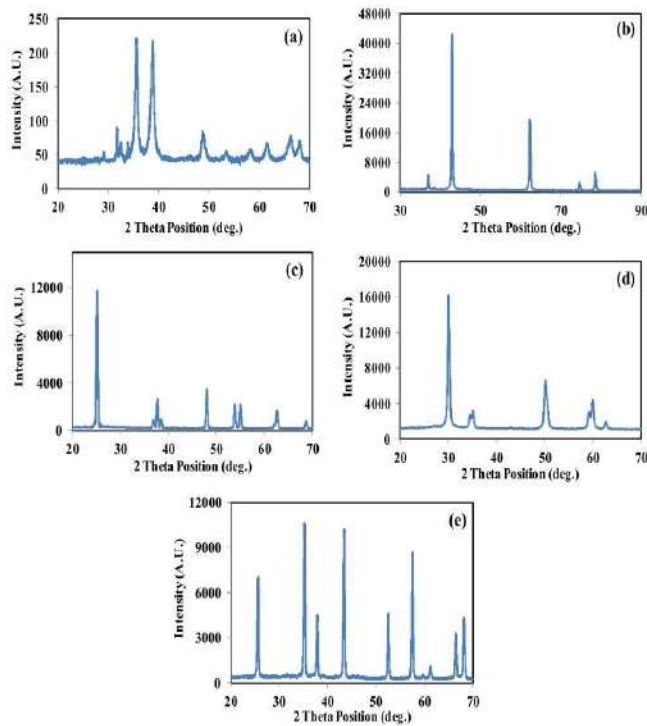 (a)
Intensity (A.U.)
250
200
150
100
50
0
20 30 40 50 60 70
2 Theta Position (deg.)
(b)
Intensity (A.U.)
48000
40000
32000
24000
16000
8000
0
30 50 70 90
2 Theta Position (deg.)
(c)
Intensity (A.U.)
12000
8000
4000
0
20 30 40 50 60 70
2 Theta Position (deg.)
(d)
Intensity (A.U.)
20000
16000
12000
8000
4000
0
20 30 40 50 60 70
2 Theta Position (deg.)
(e)
Intensity (A.U.)
12000
9000
6000
3000
0
20 30 40 50 60 70
2 Theta Position (deg.)